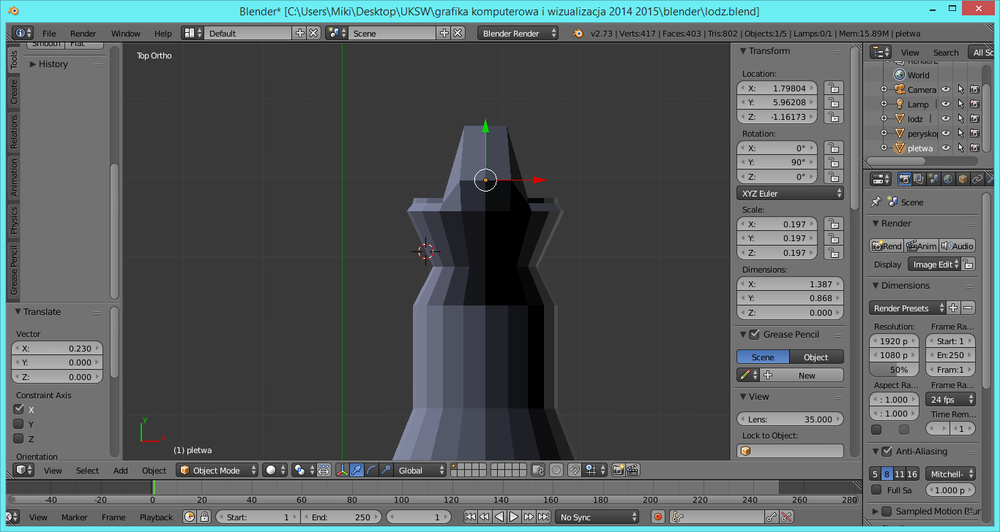 Blender* [C:\Users\Miki\Desktop\UKSW\grafika komputerowa i wizualizacja 2014 2015\blender\lodz.blend]
File Render Window Help Default Scene Blender Render v2.73 | Verts:417 | Faces:403 | Tris:802 | Objects:1/5 | Lamps:0/1 | Mem:15.89M | pletwa
Tools
Create
Relations
Animation
Physics
Grease Pencil
Smooth Flat
History
Translate
Vector
X: 0.230
Y: 0.000
Z: 0.000
Constraint Axis
X
Y
Z
Orientation
Top Ortho
y
x
(1) pletwa
Transform
Location:
X: 1.79804
Y: 5.96208
Z: -1.16173
Rotation:
X: 0°
Y: 90°
Z: 0°
XYZ Euler
Scale:
X: 0.197
Y: 0.197
Z: 0.197
Dimensions:
X: 1.387
Y: 0.868
Z: 0.000
Grease Pencil
Scene Object
New
View
Lens: 35.000
Lock to Object:
View Search All Sc
World
Camera
Lamp
lodz
perysko
pletwa
Scene
Render
Rend Anim Audio
Display Image Edit
Dimensions
Render Presets
Resolution: Frame Ra...
1920 p Start: 1
1080 p En:250
50% Fram:1
Aspect Ra... Frame Ra...
: 1.000 24 fps
: 1.000 Time Rem...
1
Anti-Aliasing
5 8 11 16 Mitchell-
Full Sa 1.000 p
Sampled Motion Blur
View Select Add Object Object Mode Global
-40 -20 0 20 40 60 80 100 120 140 160 180 200 220 240 260 280
View Marker Frame Playback Start: 1 End: 250 1 No Sync